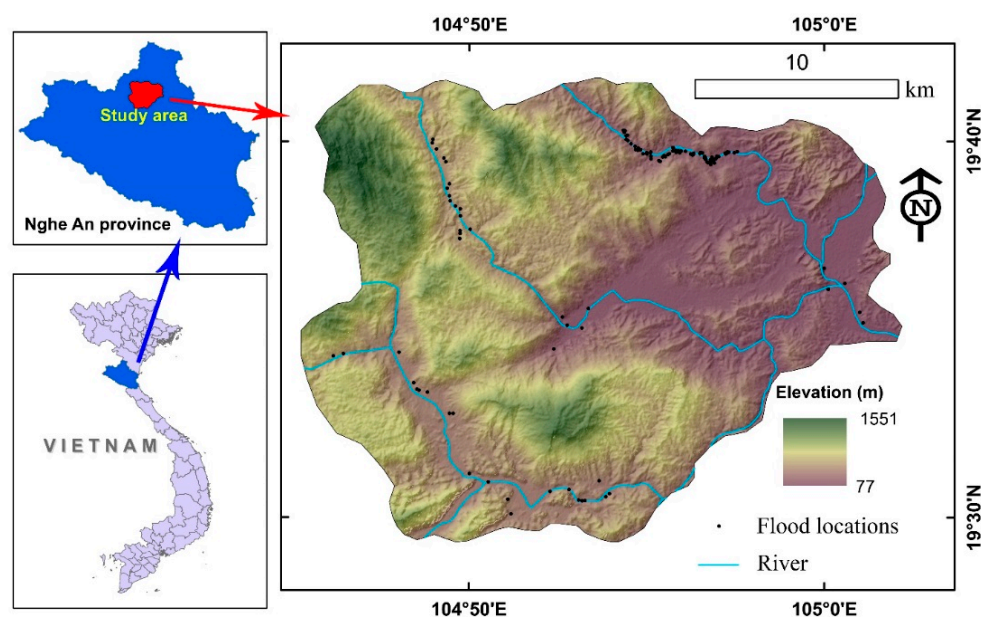 Study area
Nghe An province
VIETNAM
104°50'E
105°0'E
10
km
19°40'N
N
Elevation (m)
1551
77
Flood locations
River
19°30'N
104°50'E
105°0'E